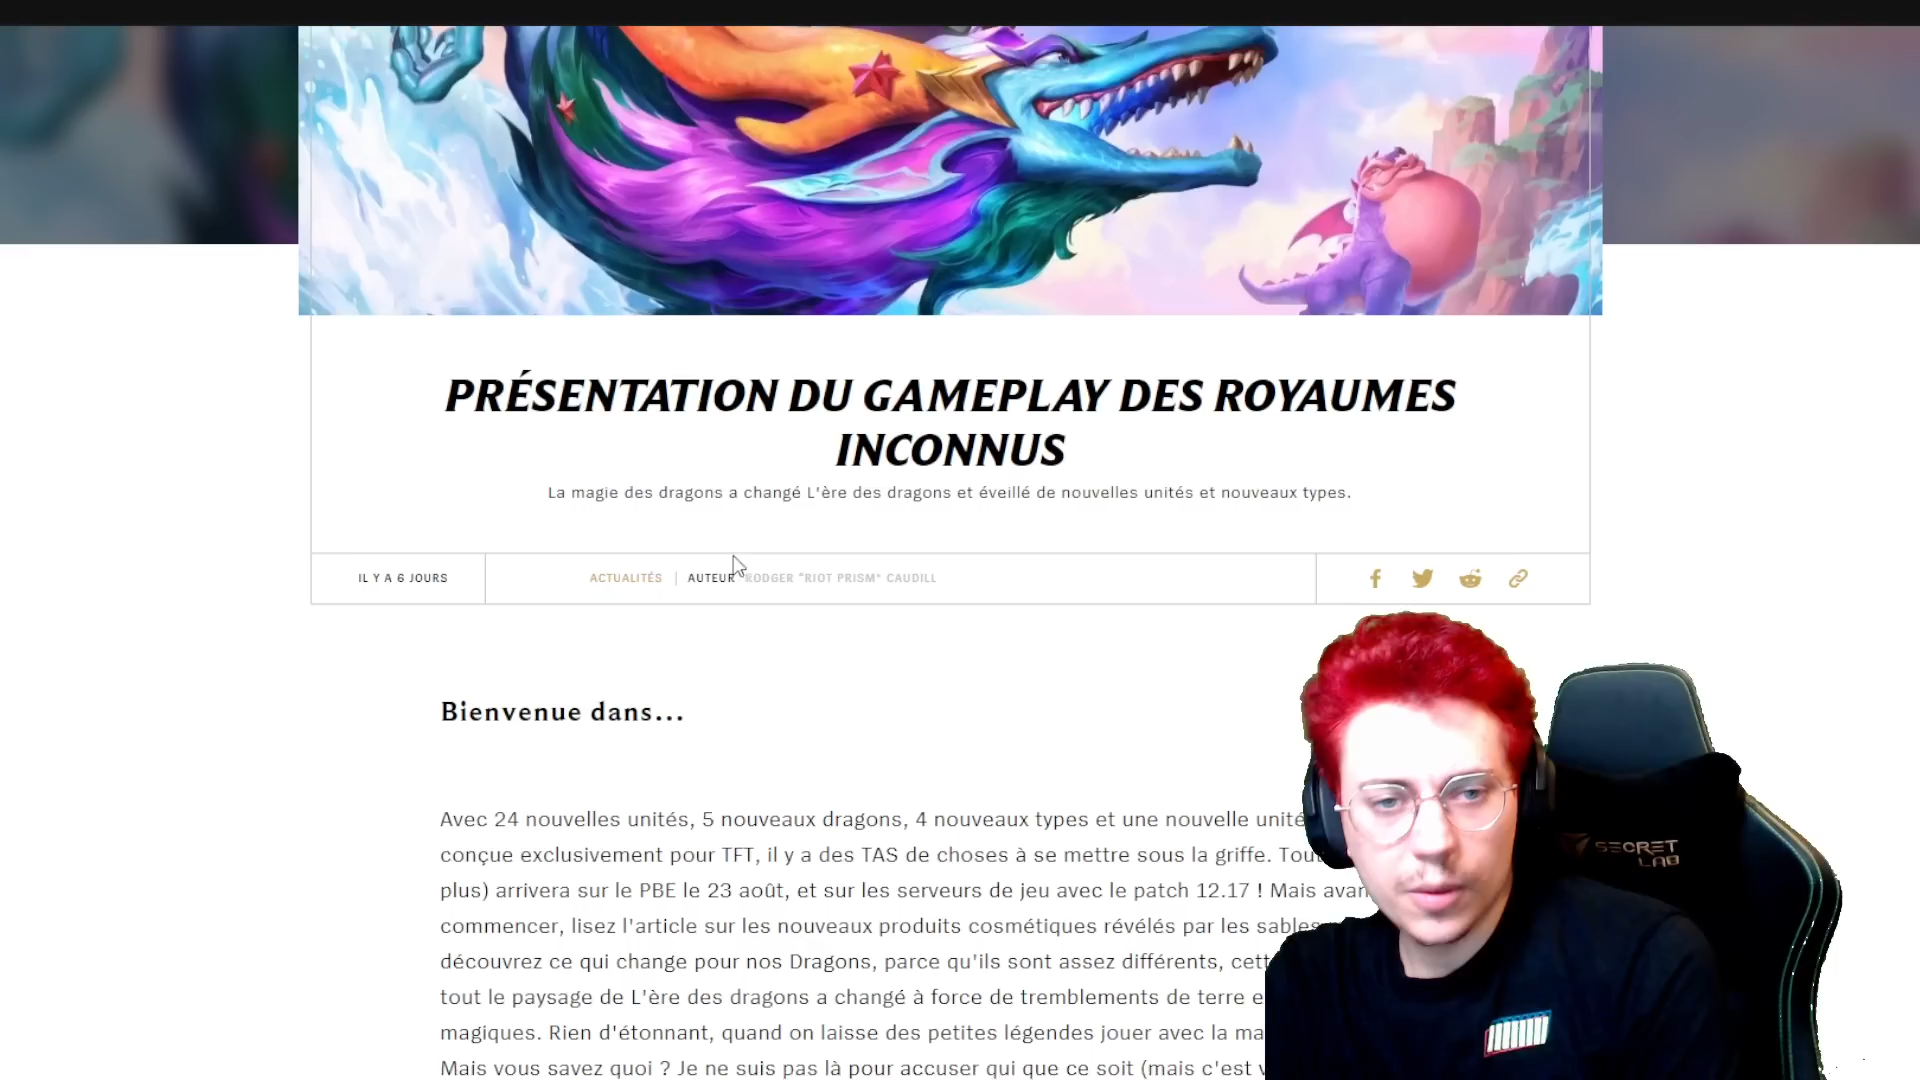 PRÉSENTATION DU GAMEPLAY DES ROYAUMES
INCONNUS
La magie des dragons a changé L'ère des dragons et éveillé de nouvelles unités et nouveaux types.
IL Y A 6 JOURS
ACTUALITÉS | AUTEUR RODGER "RIOT PRISM" CAUDILL
Bienvenue dans...
Avec 24 nouvelles unités, 5 nouveaux dragons, 4 nouveaux types et une nouvelle unité
conçue exclusivement pour TFT, il y a des TAS de choses à se mettre sous la griffe. Tou
plus) arrivera sur le PBE le 23 août, et sur les serveurs de jeu avec le patch 12.17 ! Mais avan
commencer, lisez l'article sur les nouveaux produits cosmétiques révélés par les sables
découvrez ce qui change pour nos Dragons, parce qu'ils sont assez différents, cett
tout le paysage de L'ère des dragons a changé à force de tremblements de terre e
magiques. Rien d'étonnant, quand on laisse des petites légendes jouer avec la ma
Mais vous savez quoi ? Je ne suis pas là pour accuser qui que ce soit (mais c'est v
SECRET
LAB